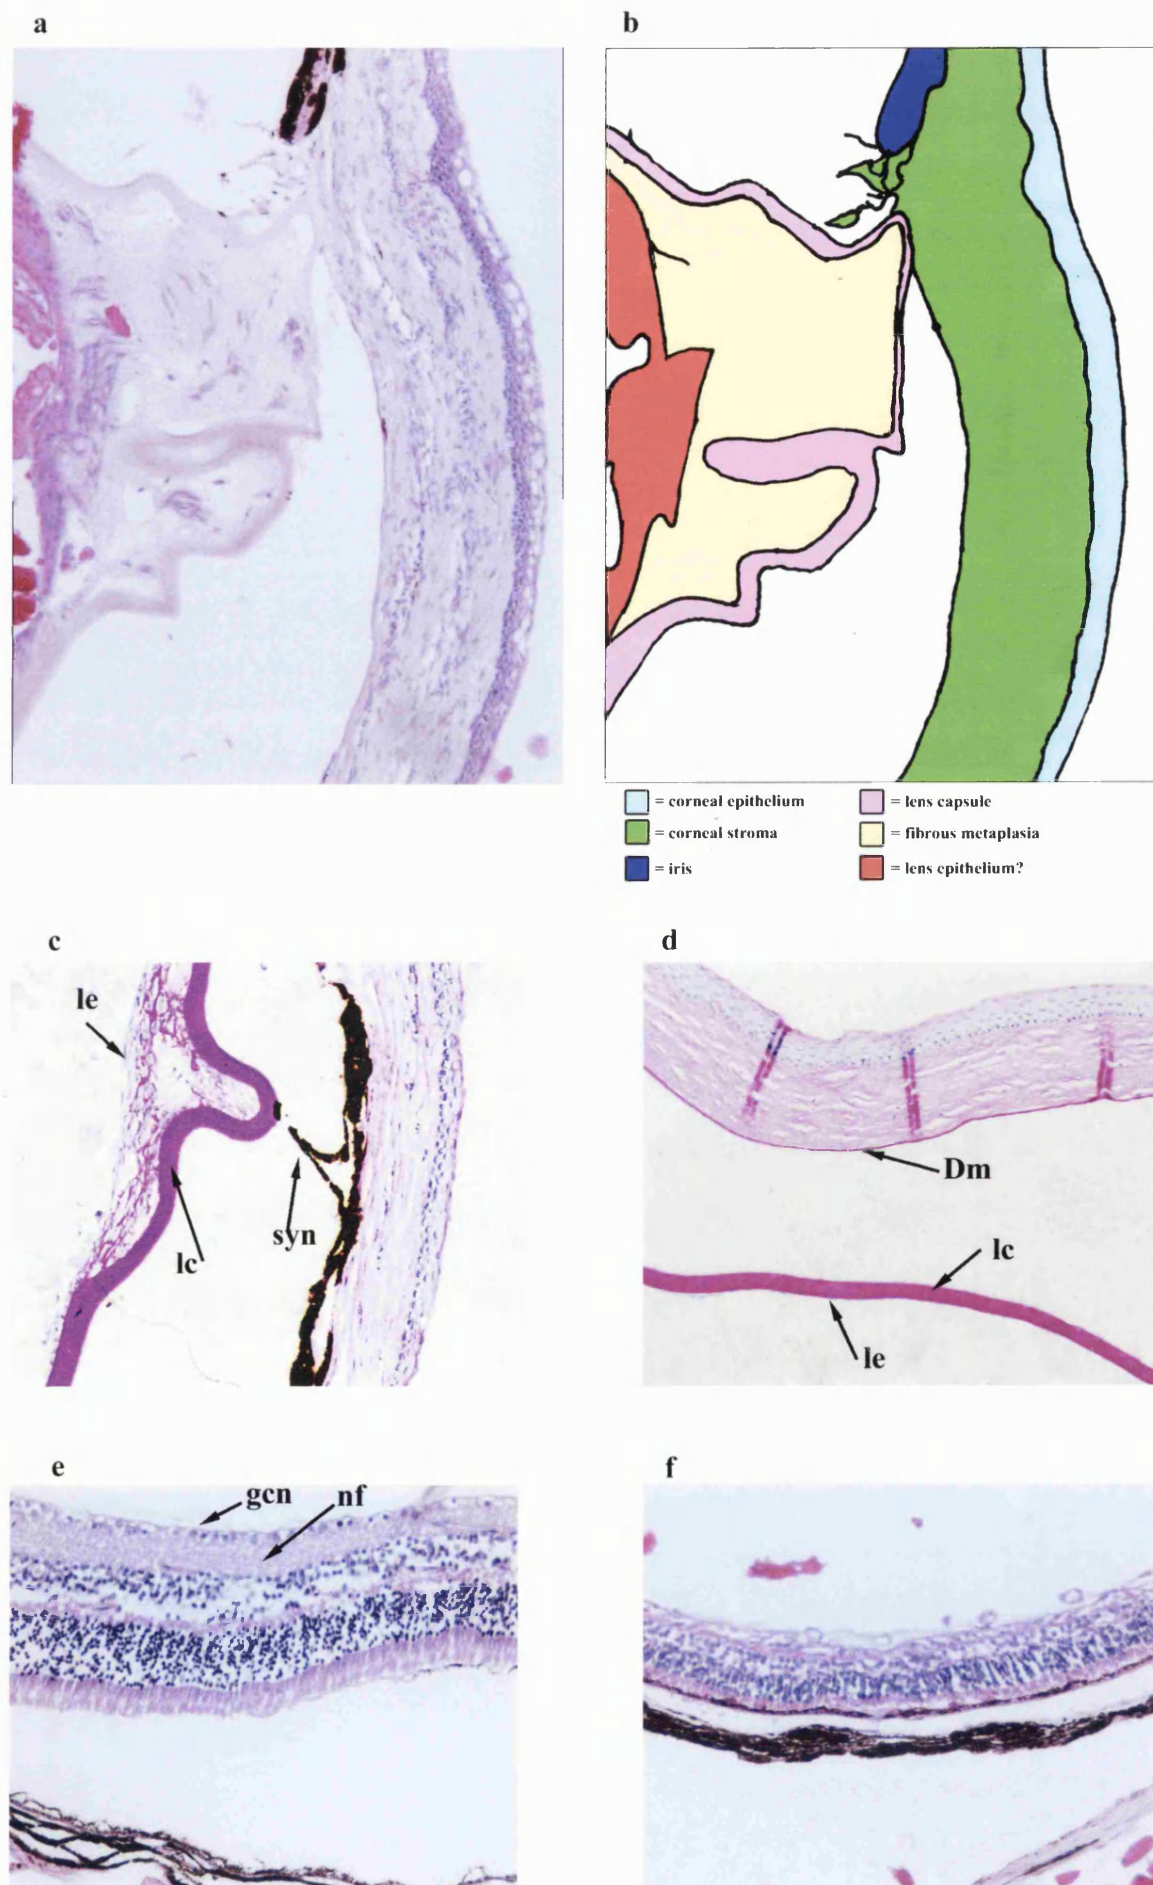 a
b
= corneal epithelium
= lens capsule
= corneal stroma
= fibrous metaplasia
= iris
= lens epithelium?
c
d
le
lc
syn
Dm
lc
le
e
f
gcn
nf